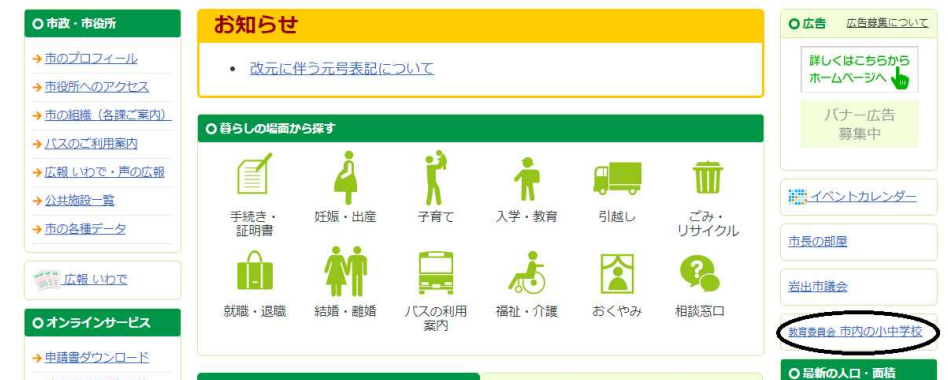 市政・市役所
市のプロフィール
市役所へのアクセス
市の組織（各課ご案内）
バスのご利用案内
広報 いわで・声の広報
公共施設一覧
市の各種データ
広報 いわで
オンラインサービス
申請書ダウンロード
お知らせ
• 改元に伴う元号表記について
暮らしの場面から探す
手続き・
証明書
妊娠・出産
子育て
入学・教育
引越し
ごみ・
リサイクル
就職・退職
結婚・離婚
バスの利用
案内
福祉・介護
おくやみ
相談窓口
広告 広告募集について
詳しくはこちらから
ホームページへ
バナー広告
募集中
イベントカレンダー
市長の部屋
岩出市議会
教育委員会 市内の小中学校
最新の人口・面積